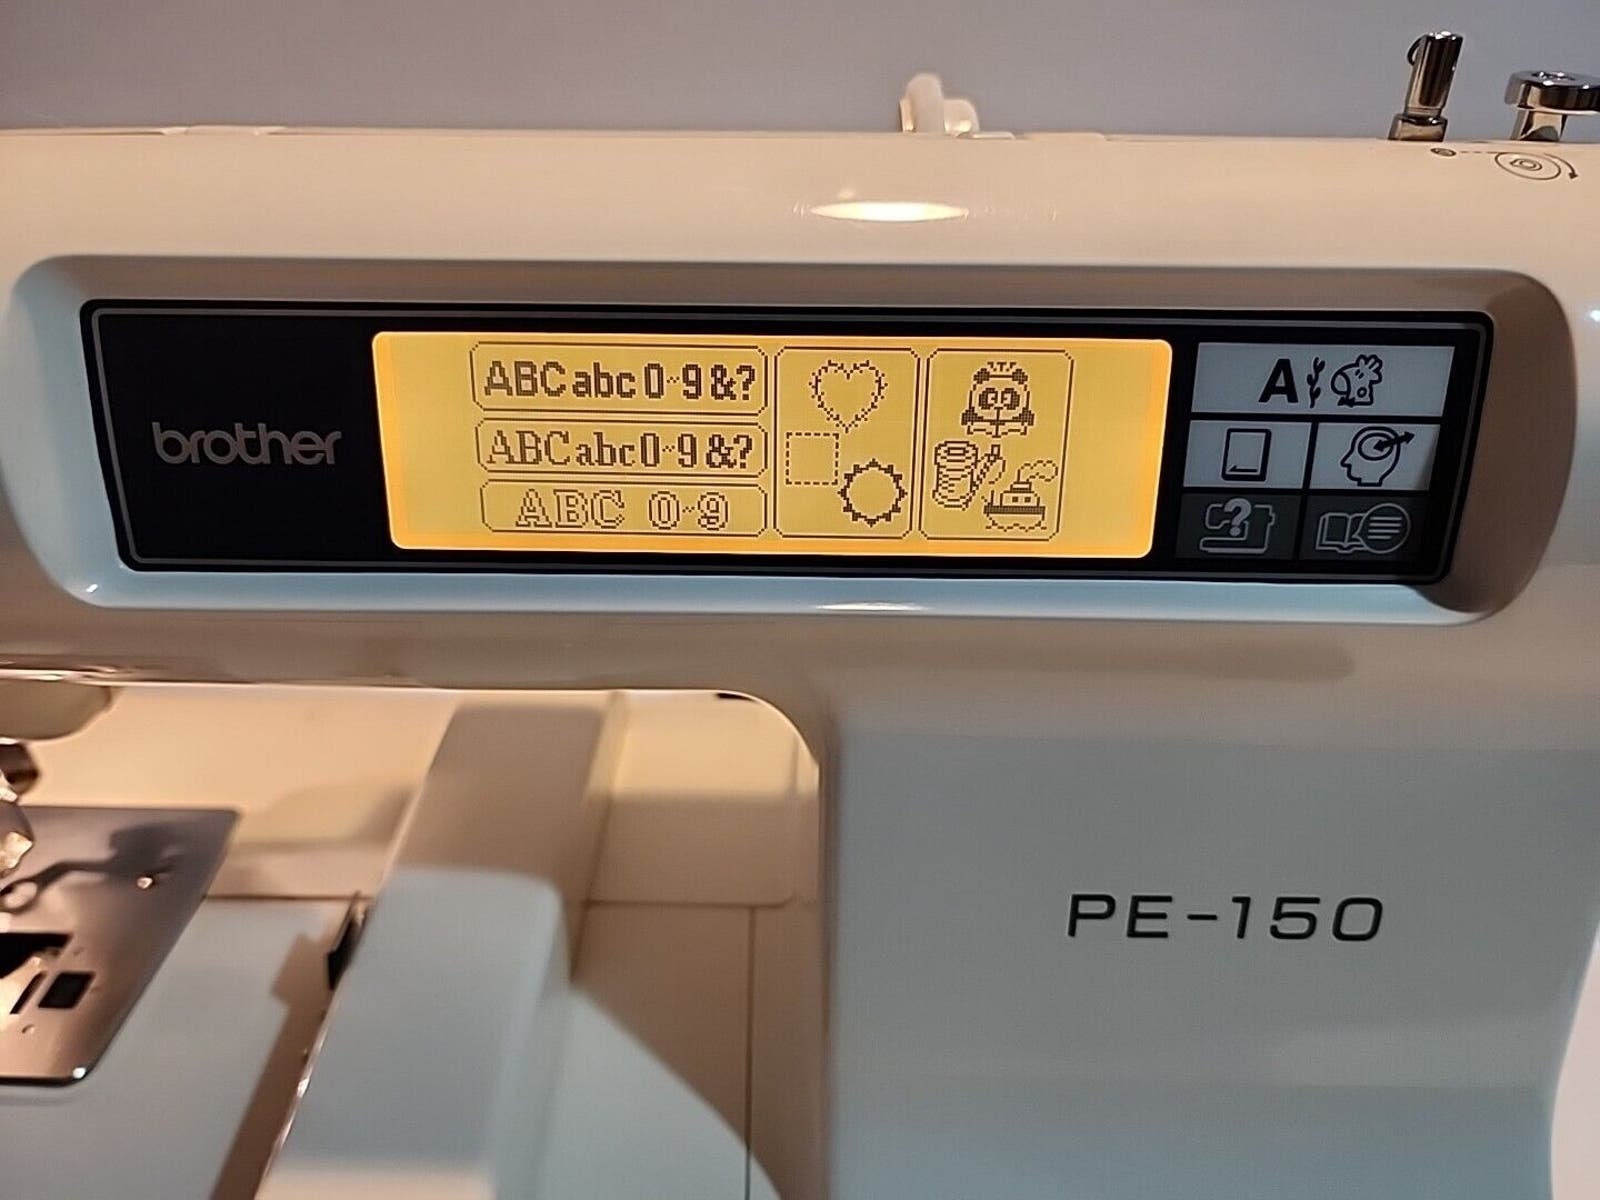 brother
ABCabc0~9&?
ABCabc0~9&?
ABC 0~9
A
?
PE-150